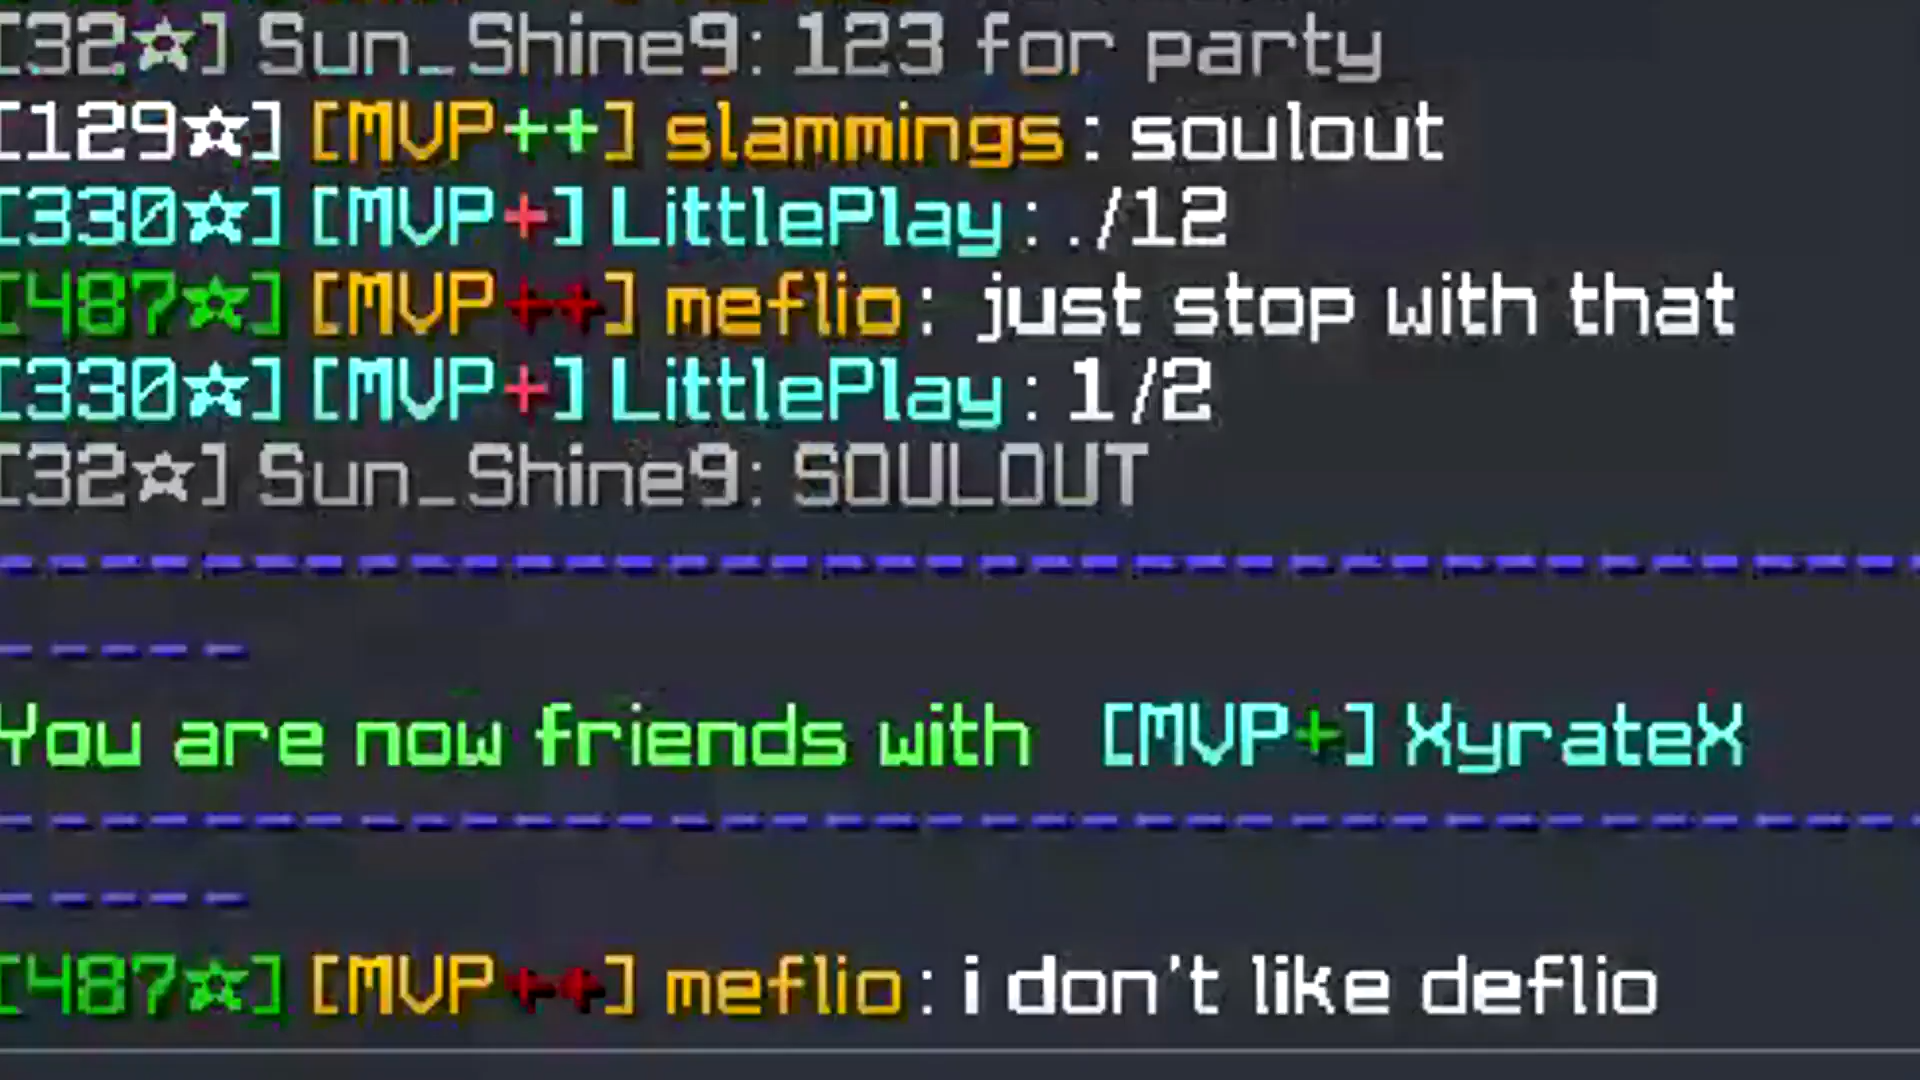 [32✫] Sun_Shine9: 123 for party
[129✫] [MVP++] slammings: soulout
[330✫] [MVP+] LittlePlay: ./12
[487✫] [MVP++] meflio: just stop with that
[330✫] [MVP+] LittlePlay: 1/2
[32✫] Sun_Shine9: SOULOUT
-------------------------------------
-----
You are now friends with [MVP+] XyrateX
-------------------------------------
-----
[487✫] [MVP++] meflio: i don't like deflio